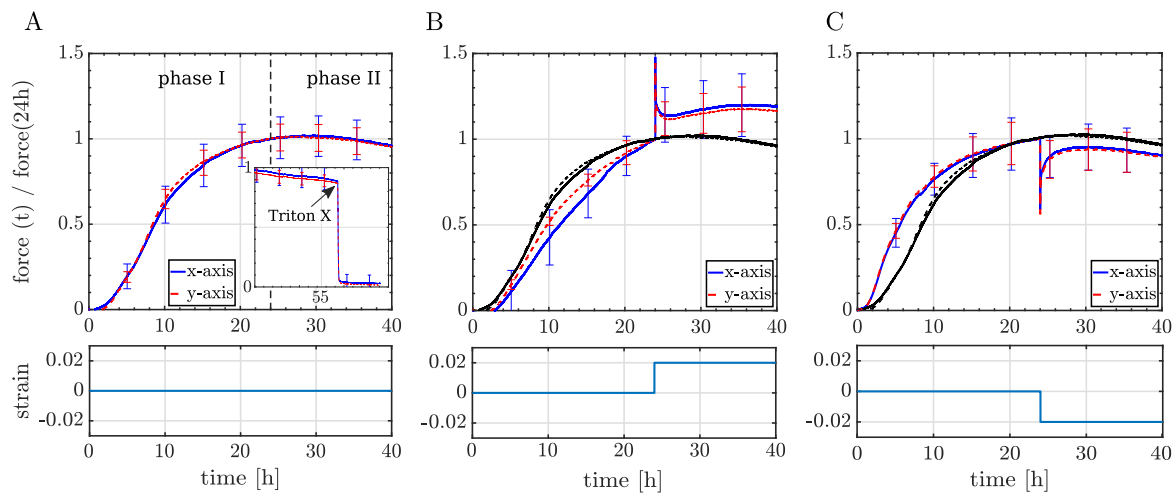 A
B
C
force (t) / force(24h)
1.5
1
0.5
0
phase I
phase II
1
0
Triton X
55
x-axis
y-axis
0 10 20 30 40
1.5
1
0.5
0
x-axis
y-axis
0 10 20 30 40
1.5
1
0.5
0
x-axis
y-axis
0 10 20 30 40
strain
0.02
0
-0.02
0 10 20 30 40
time [h]
0.02
0
-0.02
0 10 20 30 40
time [h]
0.02
0
-0.02
0 10 20 30 40
time [h]